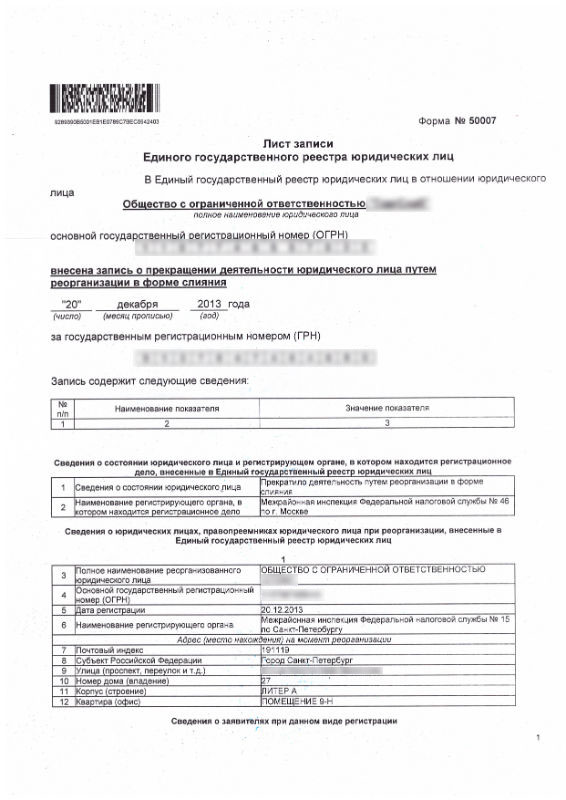 Форма № 50007
Лист записи
Единого государственного реестра юридических лиц
В Единый государственный реестр юридических лиц в отношении юридического
лица
Общество с ограниченной ответственностью
полное наименование юридического лица
основной государственный регистрационный номер (ОГРН)
внесена запись о прекращении деятельности юридического лица путем
реорганизации в форме слияния
"20" декабря 2013 года
(число) (месяц прописью) (год)
за государственным регистрационным номером (ГРН)
Запись содержит следующие сведения:
№ п/п Наименование показателя Значение показателя
1 2 3
Сведения о состоянии юридического лица и регистрирующем органе, в котором находится регистрационное
дело, внесенные в Единый государственный реестр юридических лиц
1 Сведения о состоянии юридического лица Прекратило деятельность путем реорганизации в форме слияния
2 Наименование регистрирующего органа, в котором находится регистрационное дело Межрайонная инспекция Федеральной налоговой службы № 46 по г. Москве
Сведения о юридических лицах, правопреемниках юридического лица при реорганизации, внесенные в
Единый государственный реестр юридических лиц
1
3 Полное наименование реорганизованного юридического лица ОБЩЕСТВО С ОГРАНИЧЕННОЙ ОТВЕТСТВЕННОСТЬЮ
4 Основной государственный регистрационный номер (ОГРН)
5 Дата регистрации 20.12.2013
6 Наименование регистрирующего органа Межрайонная инспекция Федеральной налоговой службы № 15 по Санкт-Петербургу
Адрес (место нахождения) на момент реорганизации
7 Почтовый индекс 191119
8 Субъект Российской Федерации Город Санкт-Петербург
9 Улица (проспект, переулок и т.д.)
10 Номер дома (владение) 27
11 Корпус (строение) ЛИТЕР А
12 Квартира (офис) ПОМЕЩЕНИЕ 9-Н
Сведения о заявителях при данном виде регистрации
1